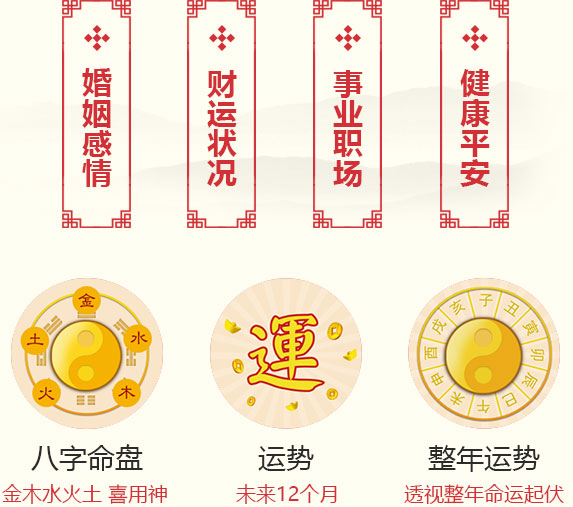 婚姻感情
财运状况
事业职场
健康平安
金
水
木
火
土
運
子
丑
寅
卯
辰
巳
午
未
申
酉
戌
亥
八字命盘
运势
整年运势
金木水火土 喜用神
未来12个月
透视整年命运起伏